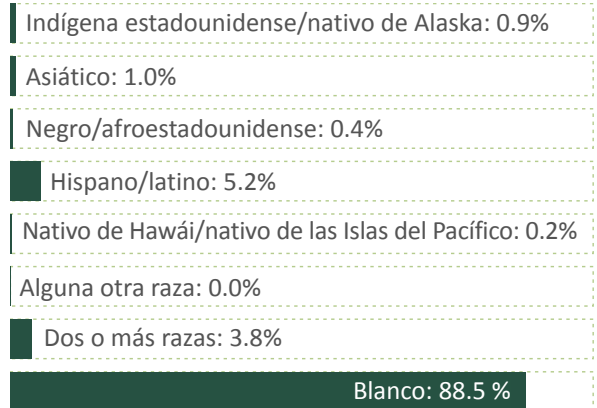 Indígena estadounidense/nativo de Alaska: 0.9%
Asiático: 1.0%
Negro/afroestadounidense: 0.4%
Hispano/latino: 5.2%
Nativo de Hawái/nativo de las Islas del Pacífico: 0.2%
Alguna otra raza: 0.0%
Dos o más razas: 3.8%
Blanco: 88.5 %